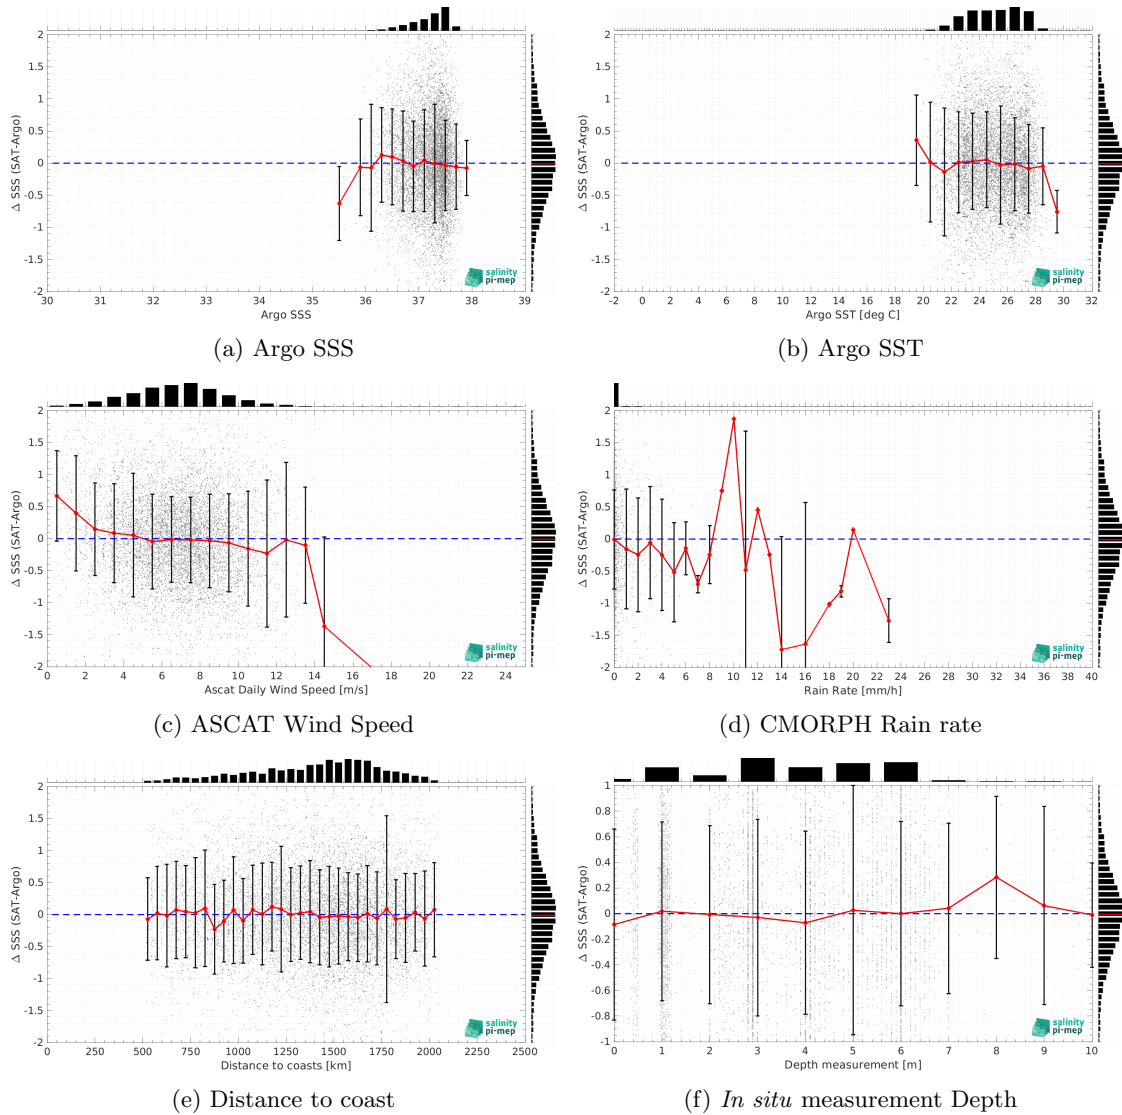 2
1.5
1
0.5
0
-0.5
-1
-1.5
-2
Δ SSS (SAT-Argo)
30 31 32 33 34 35 36 37 38 39
Argo SSS
salinity
pi-mep
(a) Argo SSS
2
1.5
1
0.5
0
-0.5
-1
-1.5
-2
Δ SSS (SAT-Argo)
-2 0 2 4 6 8 10 12 14 16 18 20 22 24 26 28 30 32
Argo SST [deg C]
salinity
pi-mep
(b) Argo SST
2
1.5
1
0.5
0
-0.5
-1
-1.5
-2
Δ SSS (SAT-Argo)
0 2 4 6 8 10 12 14 16 18 20 22 24
Ascat Daily Wind Speed [m/s]
salinity
pi-mep
(c) ASCAT Wind Speed
2
1.5
1
0.5
0
-0.5
-1
-1.5
-2
Δ SSS (SAT-Argo)
0 2 4 6 8 10 12 14 16 18 20 22 24 26 28 30 32 34 36 38 40
Rain Rate [mm/h]
salinity
pi-mep
(d) CMORPH Rain rate
2
1.5
1
0.5
0
-0.5
-1
-1.5
-2
Δ SSS (SAT-Argo)
0 250 500 750 1000 1250 1500 1750 2000 2250 2500
Distance to coasts [km]
salinity
pi-mep
(e) Distance to coast
1
0.8
0.6
0.4
0.2
0
-0.2
-0.4
-0.6
-0.8
-1
Δ SSS (SAT-Argo)
0 1 2 3 4 5 6 7 8 9 10
Depth measurement [m]
salinity
pi-mep
(f) In situ measurement Depth